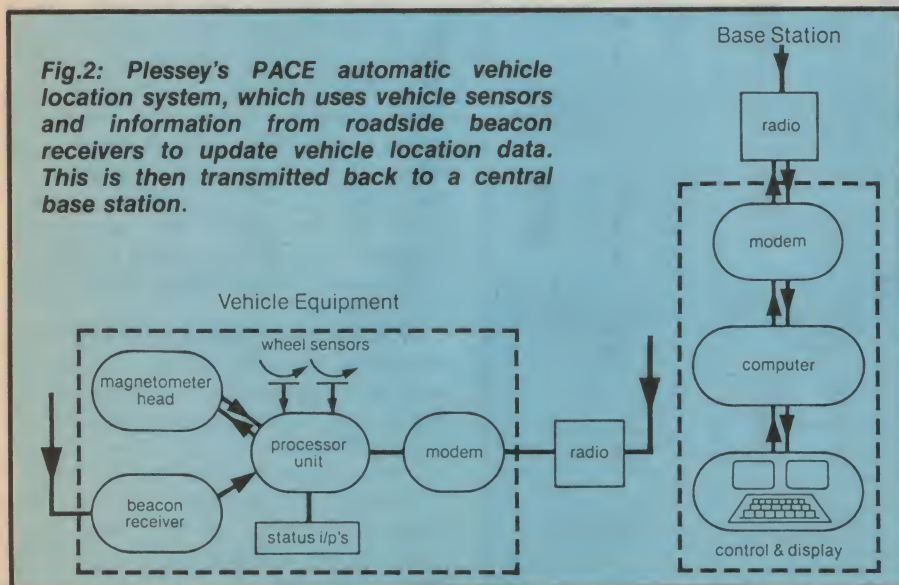 Fig.2: Plessey's PACE automatic vehicle
location system, which uses vehicle sensors
and information from roadside beacon
receivers to update vehicle location data.
This is then transmitted back to a central
base station.
Base Station
radio
modem
computer
control & display
Vehicle Equipment
wheel sensors
magnetometer
head
processor
unit
modem
radio
beacon
receiver
status i/p's